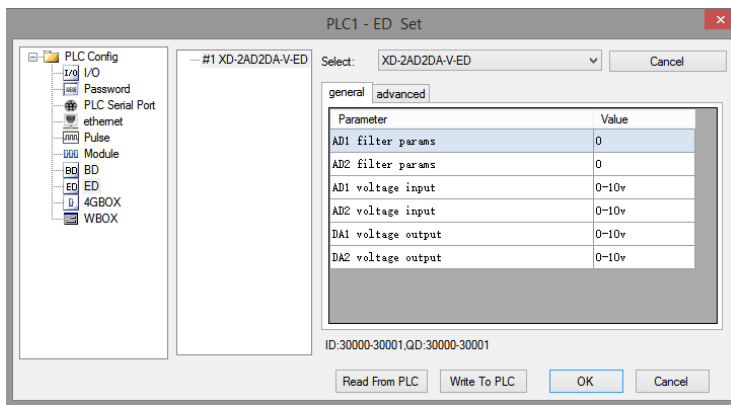 PLC1 - ED Set
PLC Config
I/O
Password
PLC Serial Port
ethernet
Pulse
Module
BD
ED
4GBOX
WBOX
#1 XD-2AD2DA-V-ED
Select: XD-2AD2DA-V-ED Cancel
general advanced
Parameter Value
AD1 filter params 0
AD2 filter params 0
AD1 voltage input 0-10v
AD2 voltage input 0-10v
DA1 voltage output 0-10v
DA2 voltage output 0-10v
ID:30000-30001,QD:30000-30001
Read From PLC Write To PLC OK Cancel